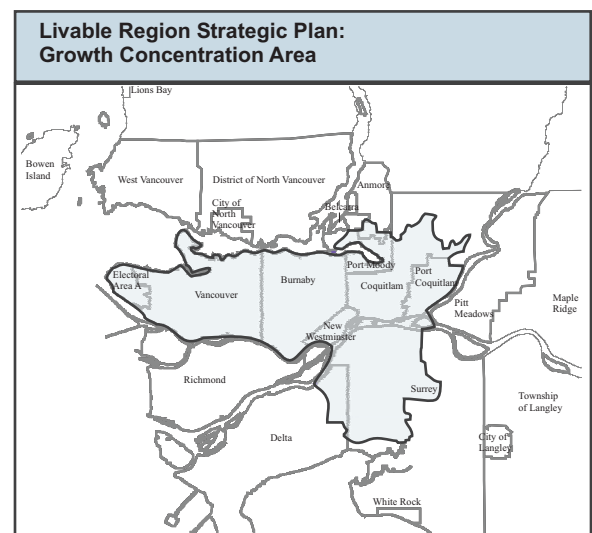 Livable Region Strategic Plan:
Growth Concentration Area
Lions Bay
Bowen
Island
West Vancouver
District of North Vancouver
Anmore
City of
North
Vancouver
Belcarra
Electoral
Area A
Vancouver
Burnaby
Port Moody
Coquitlam
Port
Coquitlam
Pitt
Meadows
Maple
Ridge
New
Westminster
Richmond
Surrey
Township
of Langley
Delta
City of
Langley
White Rock